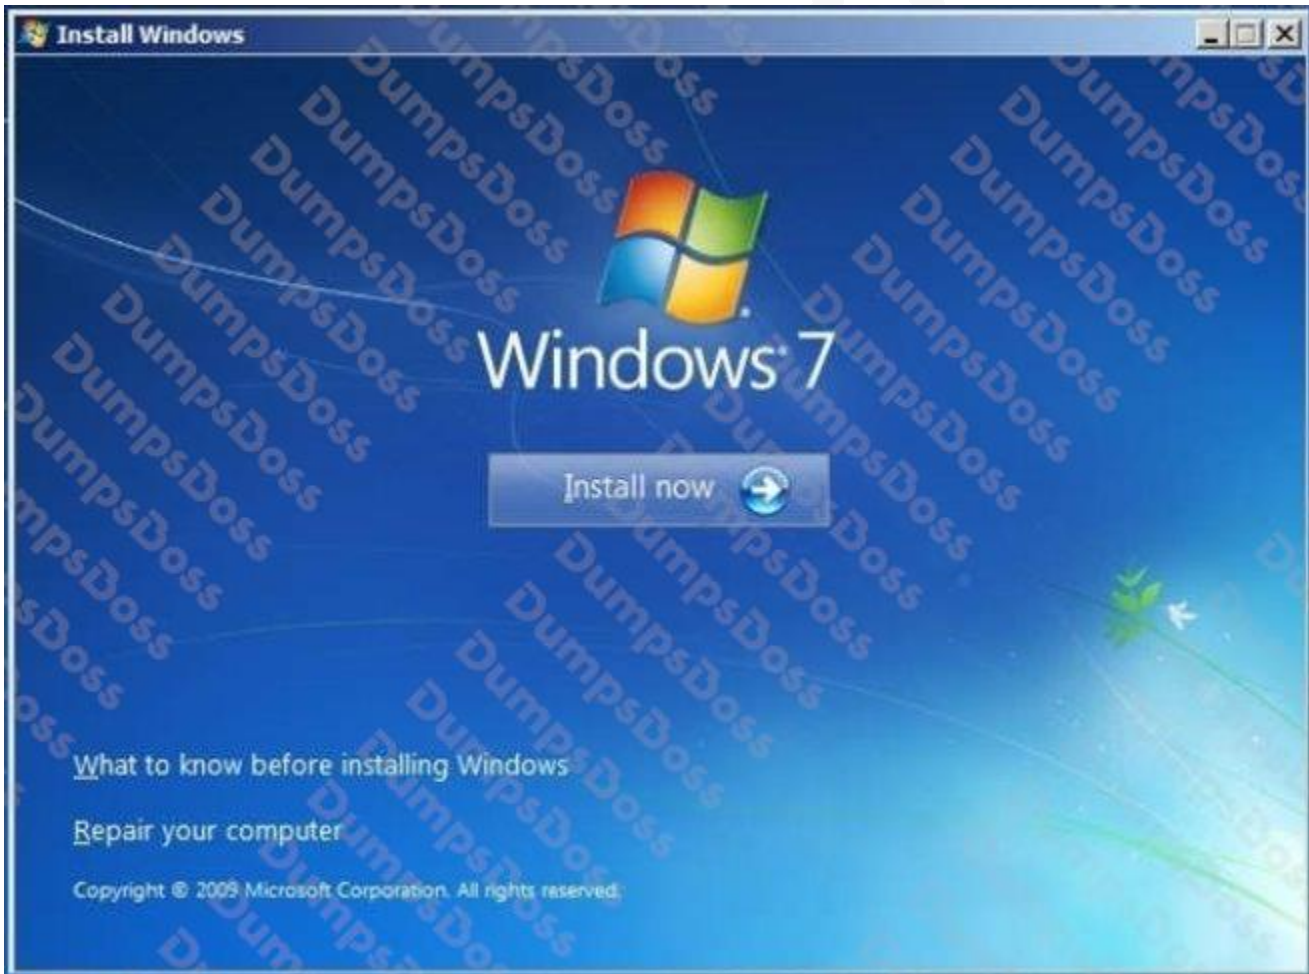 Install Windows
Windows® 7
Install now
What to know before installing Windows
Repair your computer
Copyright © 2009 Microsoft Corporation. All rights reserved.
DumpsDoss